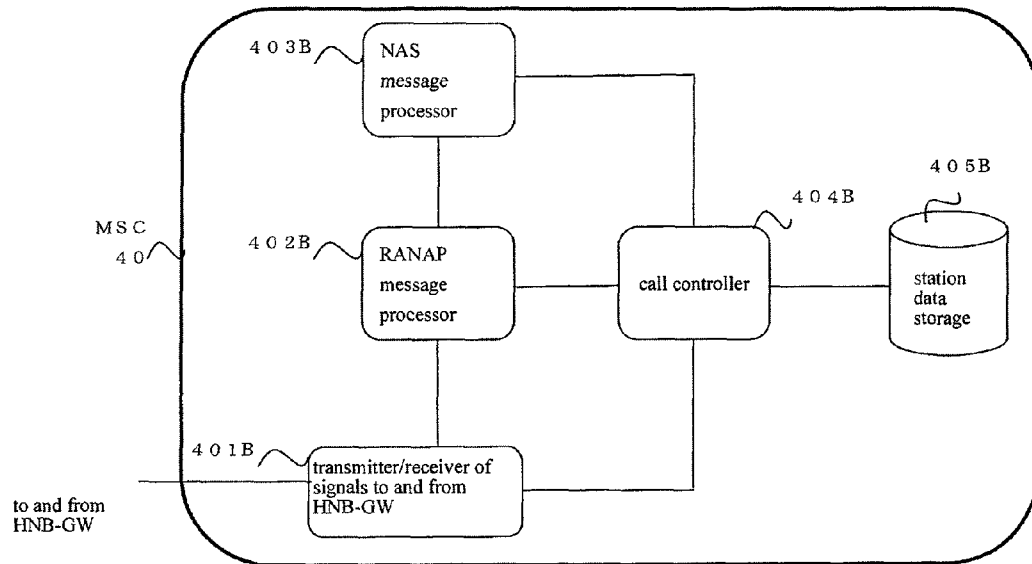 403B
NAS
message
processor
405B
404B
MSC
40
402B
RANAP
message
processor
call controller
station
data
storage
401B
transmitter/receiver of
signals to and from
HNB-GW
to and from
HNB-GW